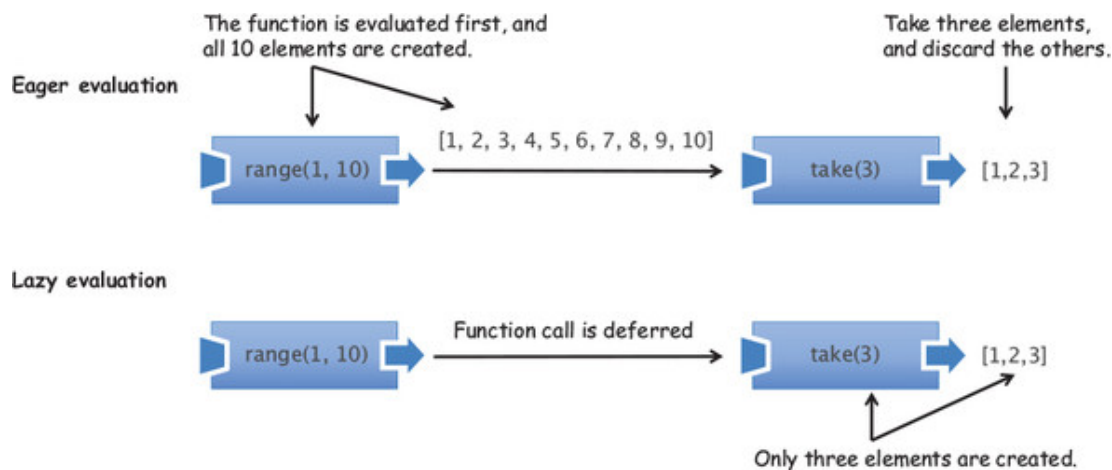 The function is evaluated first, and
all 10 elements are created.
Take three elements,
and discard the others.
Eager evaluation
range(1, 10)
[1, 2, 3, 4, 5, 6, 7, 8, 9, 10]
take(3)
[1,2,3]
Lazy evaluation
range(1, 10)
Function call is deferred
take(3)
[1,2,3]
Only three elements are created.